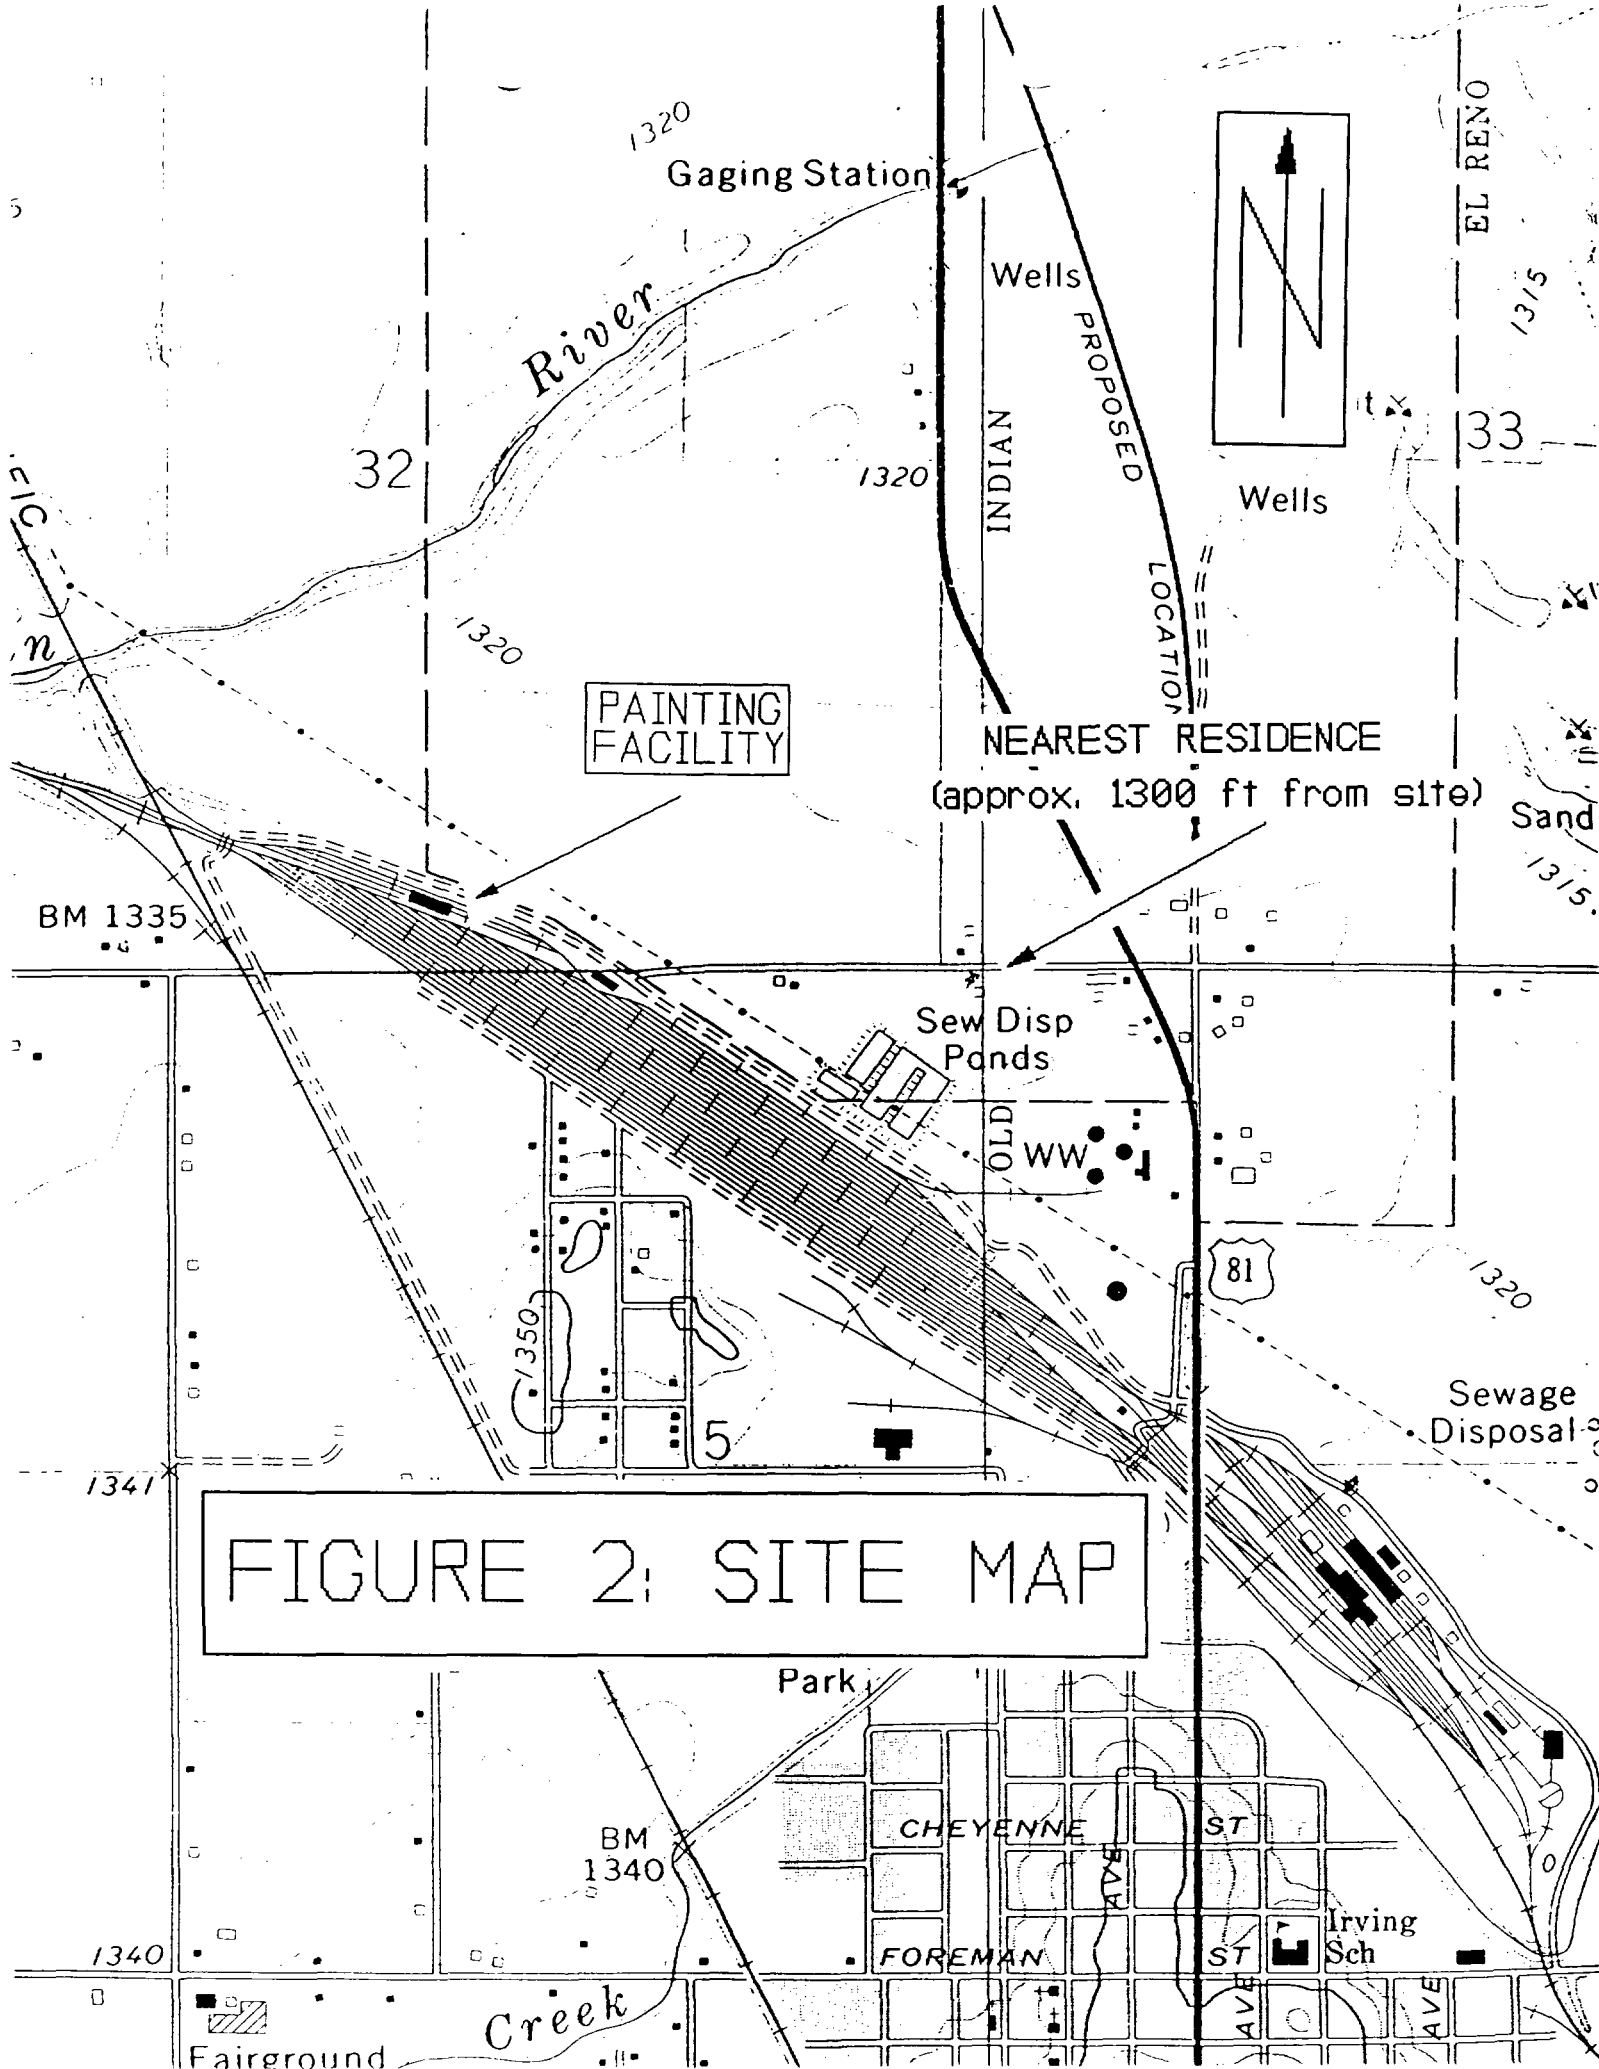 EL RENO
1320
Gaging Station
Wells
River
PROPOSED
1315
33
32
1320
INDIAN
Wells
LOCATION
n
1320
PAINTING
FACILITY
NEAREST RESIDENCE
(approx. 1300 ft from site)
Sand
1315
BM 1335
Sew Disp
Ponds
OLD
WW
81
1320
1350
Sewage
Disposal
5
1341
FIGURE 2: SITE MAP
Park
CHEYENNE
ST
AVE
BM
1340
Irving
Sch
1340
FOREMAN
ST
AVE
AVE
Creek
Fairground